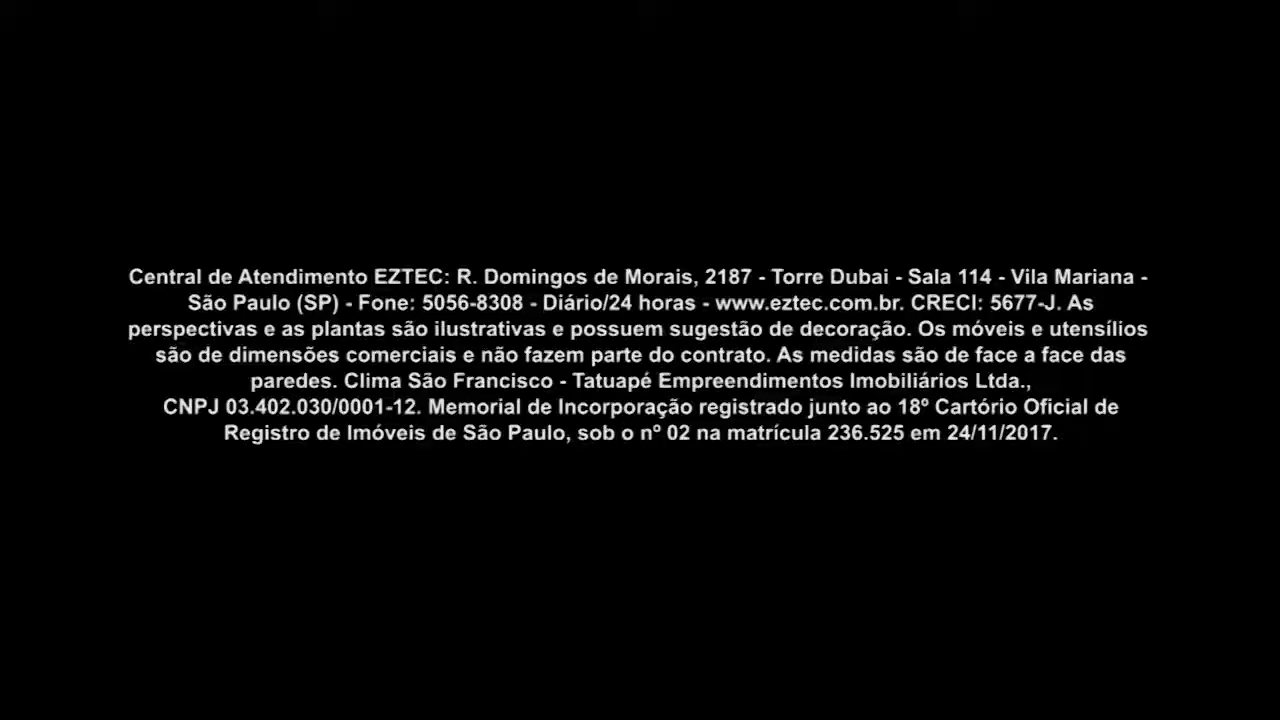 Central de Atendimento EZTEC: R. Domingos de Morais, 2187 - Torre Dubai - Sala 114 - Vila Mariana -
São Paulo (SP) - Fone: 5056-8308 - Diário/24 horas - www.eztec.com.br. CRECI: 5677-J. As
perspectivas e as plantas são ilustrativas e possuem sugestão de decoração. Os móveis e utensílios
são de dimensões comerciais e não fazem parte do contrato. As medidas são de face a face das
paredes. Clima São Francisco - Tatuapé Empreendimentos Imobiliários Ltda.,
CNPJ 03.402.030/0001-12. Memorial de Incorporação registrado junto ao 18º Cartório Oficial de
Registro de Imóveis de São Paulo, sob o nº 02 na matrícula 236.525 em 24/11/2017.